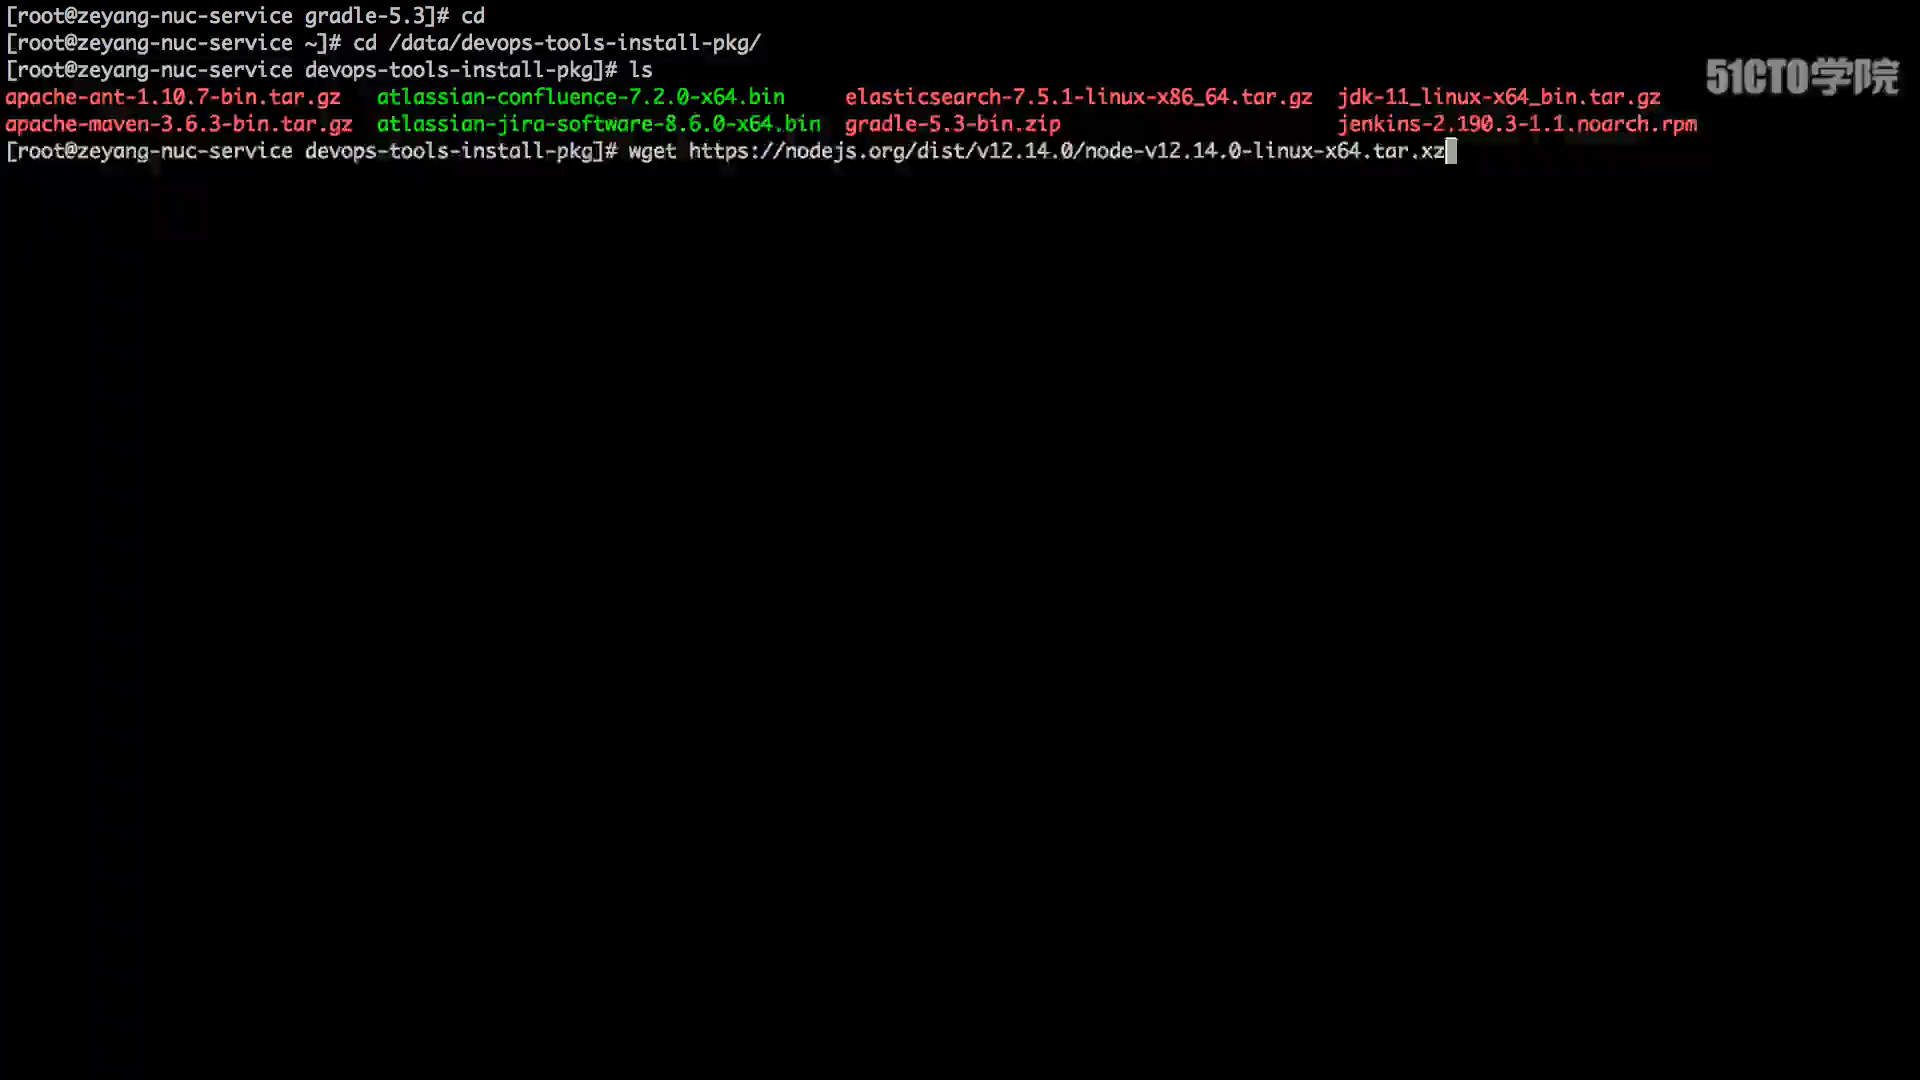 [root@zeyang-nuc-service gradle-5.3]# cd
[root@zeyang-nuc-service ~]# cd /data/devops-tools-install-pkg/
[root@zeyang-nuc-service devops-tools-install-pkg]# ls
51CTO学院
apache-ant-1.10.7-bin.tar.gz atlassian-confluence-7.2.0-x64.bin elasticsearch-7.5.1-linux-x86_64.tar.gz jdk-11_linux-x64_bin.tar.gz
apache-maven-3.6.3-bin.tar.gz atlassian-jira-software-8.6.0-x64.bin gradle-5.3-bin.zip jenkins-2.190.3-1.1.noarch.rpm
[root@zeyang-nuc-service devops-tools-install-pkg]# wget https://nodejs.org/dist/v12.14.0/node-v12.14.0-linux-x64.tar.xz